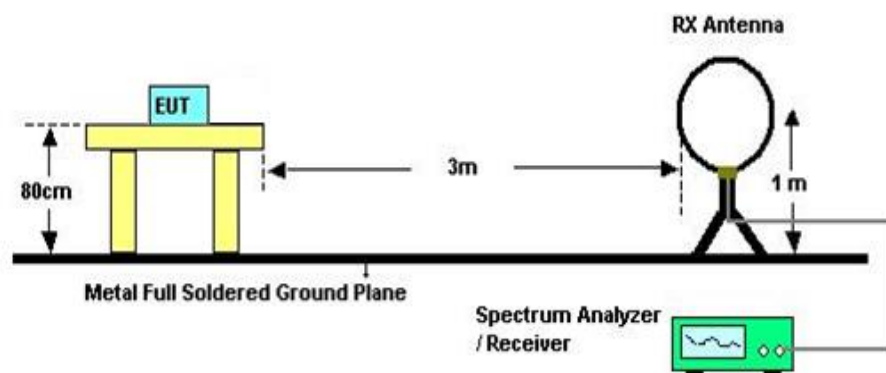 RX Antenna
EUT
3m
80cm
1 m
Metal Full Soldered Ground Plane
Spectrum Analyzer
/ Receiver